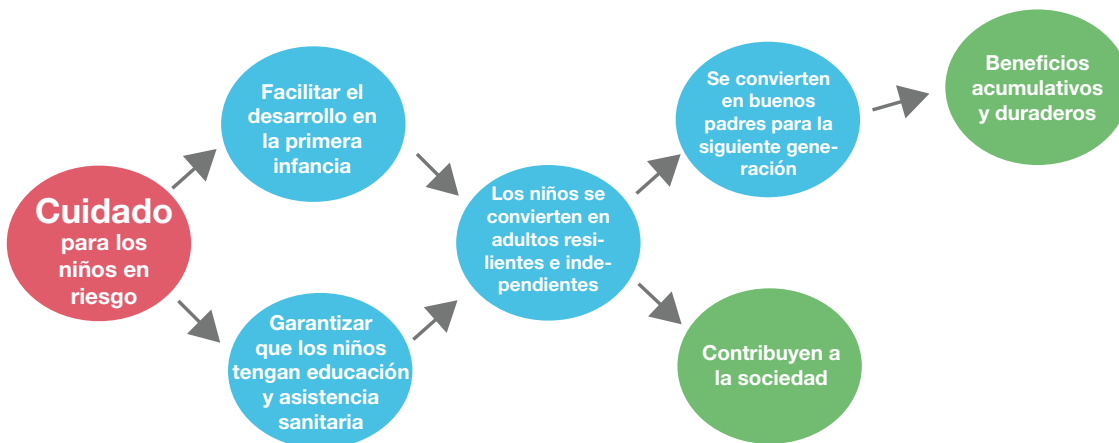 Cuidado
para los
niños en
riesgo
Facilitar el
desarrollo en
la primera
infancia
Garantizar
que los niños
tengan educación
y asistencia
sanitaria
Los niños se
convierten en
adultos resi-
lientes e inde-
pendientes
Se convierten
en buenos
padres para la
siguiente gene-
ración
Contribuyen a
la sociedad
Beneficios
acumulativos
y duraderos